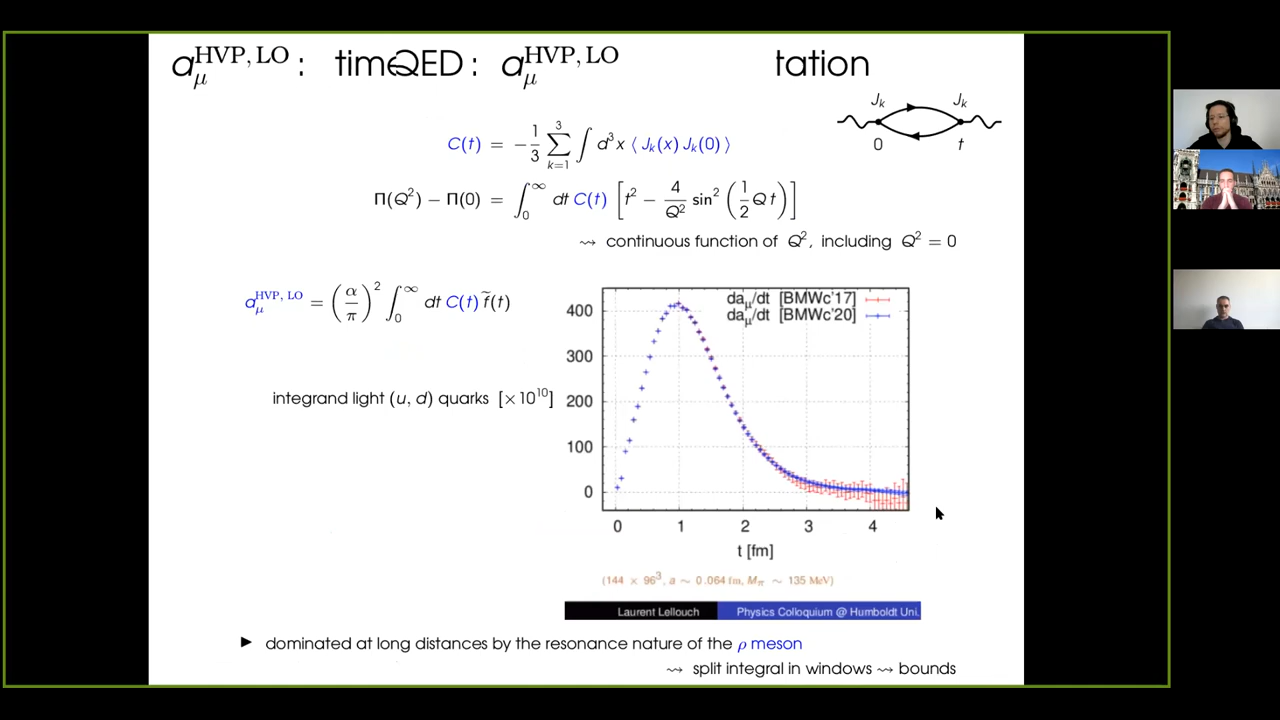 a_μ^HVP, LO : timeQED : a_μ^HVP, LO tation
J_k J_k
0 t
C(t) = −1/3 ∑_{k=1}^{3} ∫ d³x ⟨ J_k(x) J_k(0) ⟩
Π(Q²) − Π(0) = ∫_0^∞ dt C(t) [ t² − 4/Q² sin² ( 1/2 Q t ) ]
⇝ continuous function of Q², including Q² = 0
a_μ^HVP, LO = (α/π)² ∫_0^∞ dt C(t) f̃(t)
da_μ/dt [BMWc'17]
da_μ/dt [BMWc'20]
400
300
integrand light (u, d) quarks [×10^10]
200
100
0
0 1 2 3 4
t [fm]
(144 × 96³, a ∼ 0.064 fm, M_π ∼ 135 MeV)
Laurent Lellouch Physics Colloquium @ Humboldt Uni.
► dominated at long distances by the resonance nature of the ρ meson
⇝ split integral in windows ⇝ bounds